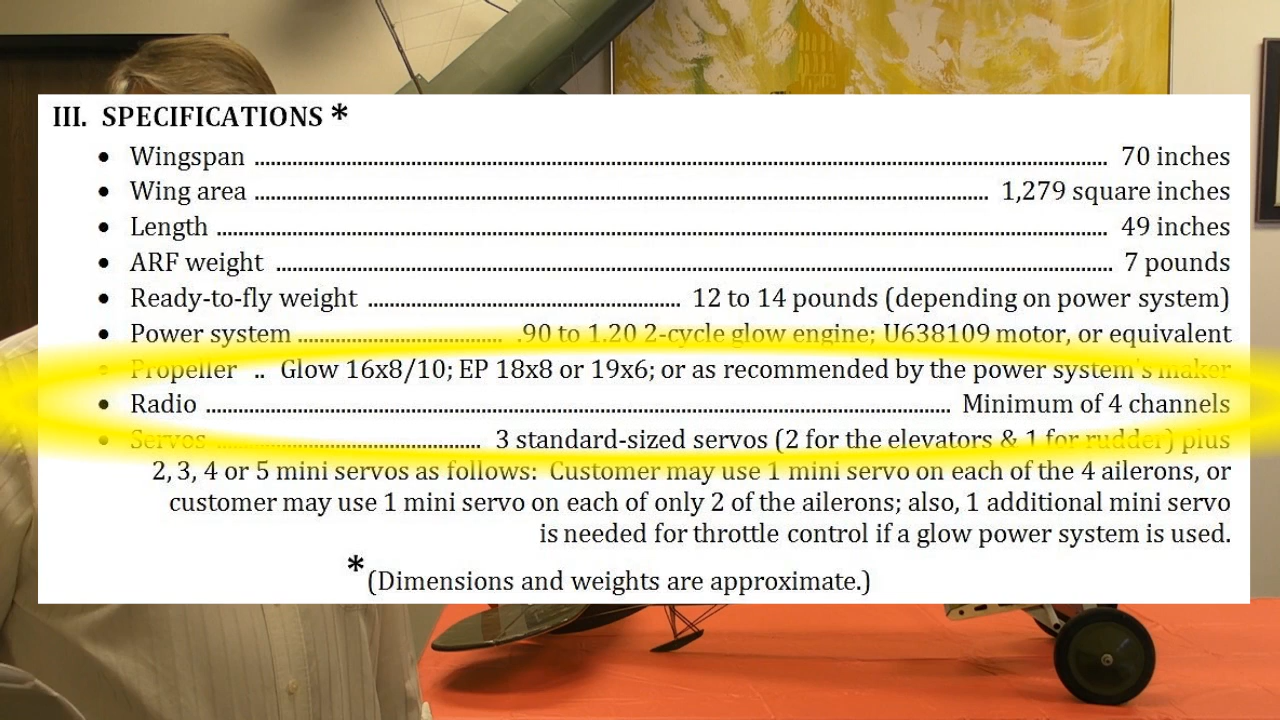 III. SPECIFICATIONS *
• Wingspan ........................................ 70 inches
• Wing area ........................................ 1,279 square inches
• Length ........................................ 49 inches
• ARF weight ........................................ 7 pounds
• Ready-to-fly weight ........................................ 12 to 14 pounds (depending on power system)
• Power system ............................... .90 to 1.20 2-cycle glow engine; U638109 motor, or equivalent
• Propeller .. Glow 16x8/10; EP 18x8 or 19x6; or as recommended by the power system's maker
• Radio ........................................ Minimum of 4 channels
• Servos ........................................ 3 standard-sized servos (2 for the elevators & 1 for rudder) plus
2, 3, 4 or 5 mini servos as follows: Customer may use 1 mini servo on each of the 4 ailerons, or
customer may use 1 mini servo on each of only 2 of the ailerons; also, 1 additional mini servo
is needed for throttle control if a glow power system is used.
*(Dimensions and weights are approximate.)